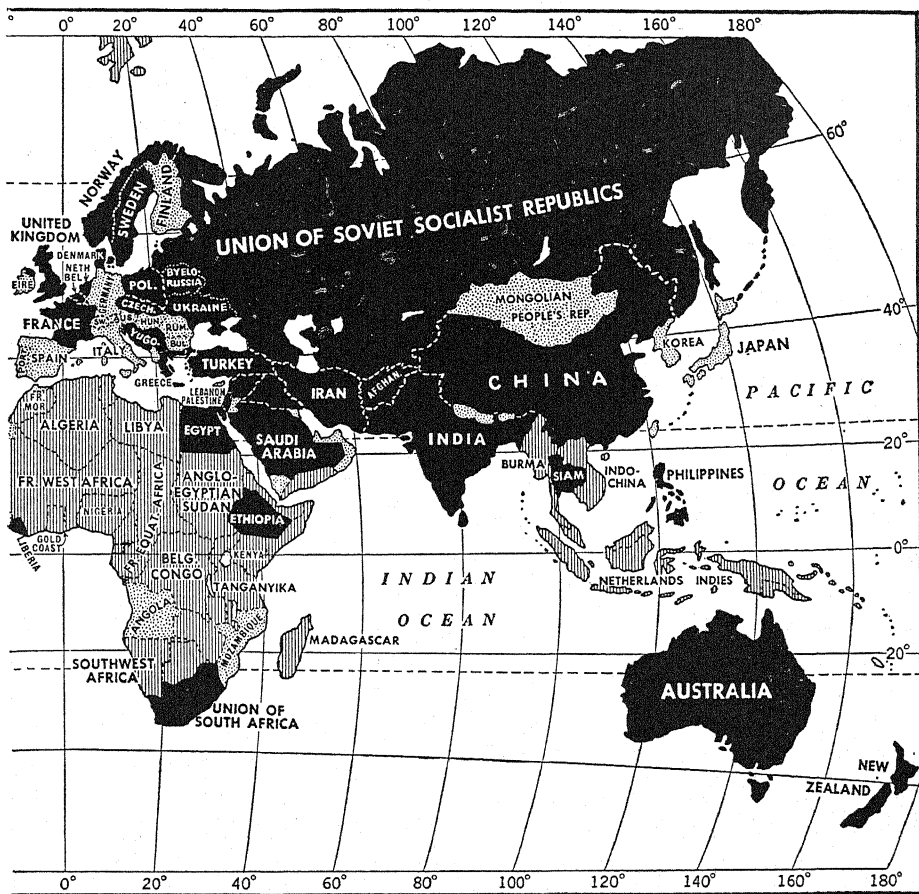 0° 20° 40° 60° 80° 100° 120° 140° 160° 180°
60°
NORWAY
SWEDEN
FINLAND
UNION OF SOVIET SOCIALIST REPUBLICS
UNITED
KINGDOM
DENMARK
NETH
BEL
EIRE
POL.
BYELO
RUSSIA
CZECH.
UKRAINE
MONGOLIAN
PEOPLE'S REP.
40°
FRANCE
RUM
YUGO.
BUL
KOREA
JAPAN
PORT
SPAIN
ITALY
TURKEY
GREECE
LEBANON
PALESTINE
IRAN
AFGHAN.
CHINA
PACIFIC
FR.
MOR.
ALGERIA
LIBYA
EGYPT
SAUDI
ARABIA
INDIA
20°
BURMA
SIAM
INDO-
CHINA
PHILIPPINES
OCEAN
FR. WEST AFRICA
FR. EQUAT. AFRICA
ANGLO-
EGYPTIAN
SUDAN
NIGERIA
ETHIOPIA
LIBERIA
GOLD
COAST
0°
BELG
CONGO
KENYA
TANGANYIKA
INDIAN
OCEAN
NETHERLANDS INDIES
ANGOLA
MOZAMBIQUE
MADAGASCAR
SOUTHWEST
AFRICA
20°
UNION OF
SOUTH AFRICA
AUSTRALIA
NEW
ZEALAND
0° 20° 40° 60° 80° 100° 120° 140° 160° 180°